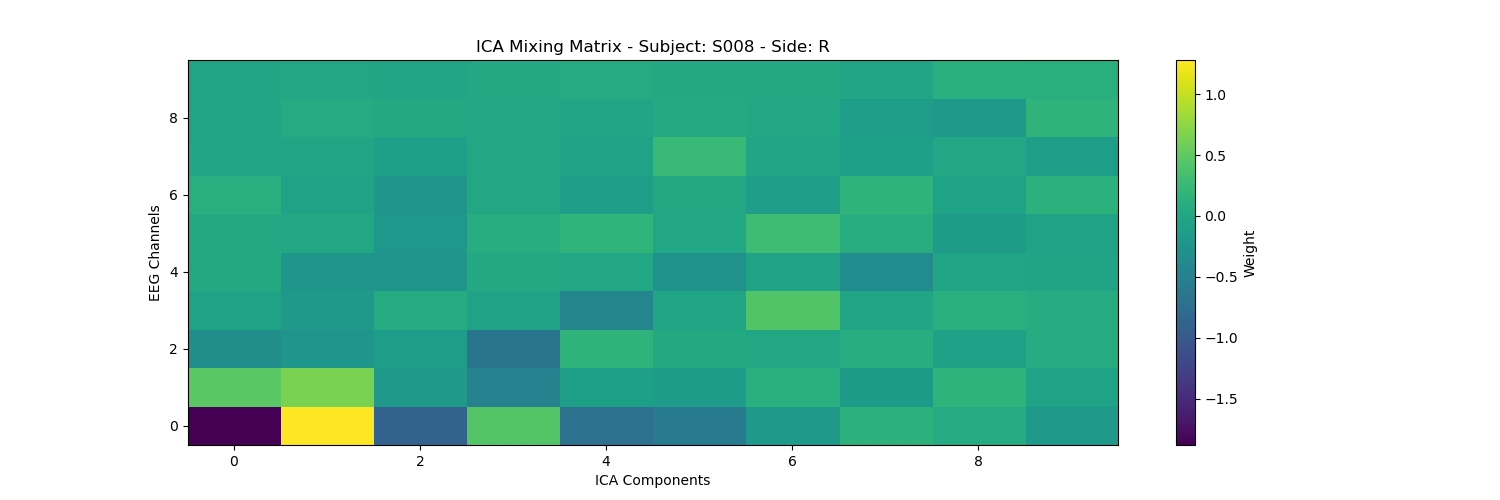 ICA Mixing Matrix - Subject: S008 - Side: R
8
6
4
2
0
EEG Channels
0 2 4 6 8
ICA Components
1.0
0.5
0.0
−0.5
−1.0
−1.5
Weight